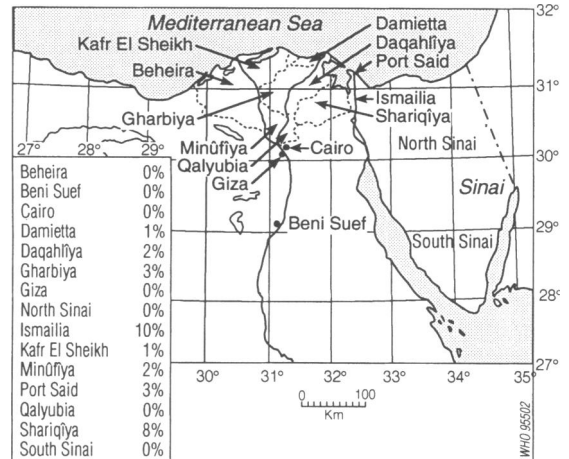 32°
Mediterranean Sea
Damietta
Kafr El Sheikh
Daqahlîya
Beheira
Port Said
31°
Ismailia
Gharbiya
Shariqîya
27° 28° 29°
Minûfîya
Cairo
North Sinai
30°
Qalyubia
Giza
Sinai
Beni Suef
29°
South Sinai
28°
27°
30° 31° 32° 33° 34° 35°
0 100
Km
WHO 95502
Beheira 0%
Beni Suef 0%
Cairo 0%
Damietta 1%
Daqahlîya 2%
Gharbiya 3%
Giza 0%
North Sinai 0%
Ismailia 10%
Kafr El Sheikh 1%
Minûfîya 2%
Port Said 3%
Qalyubia 0%
Shariqîya 8%
South Sinai 0%